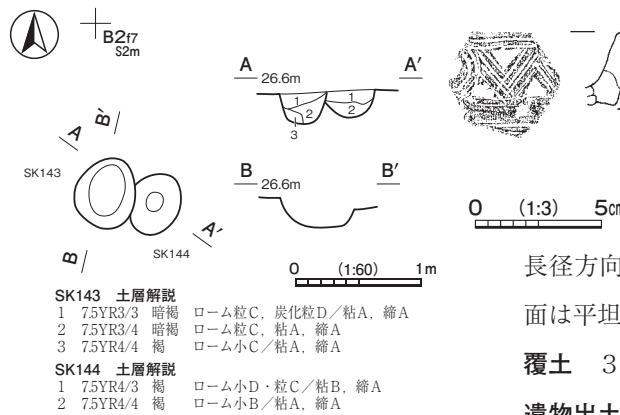 B2f7
S2m
A 26.6m A′
1
2
3
1
2
B 26.6m B′
A
B′
SK143
A′
SK144
B
0 (1:60) 1m
0 (1:3) 5cm
SK143 土層解説
1 7.5YR3/3 暗褐 ローム粒C,炭化粒D/粘A,締A
2 7.5YR3/4 暗褐 ローム粒C,粘A,締A
3 7.5YR4/4 褐 ローム小C/粘A,締A
SK144 土層解説
1 7.5YR4/3 褐 ローム小D・粒C/粘B,締A
2 7.5YR4/4 褐 ローム小B/粘A,締A
長径方向
面は平坦
覆土 3
遺物出土